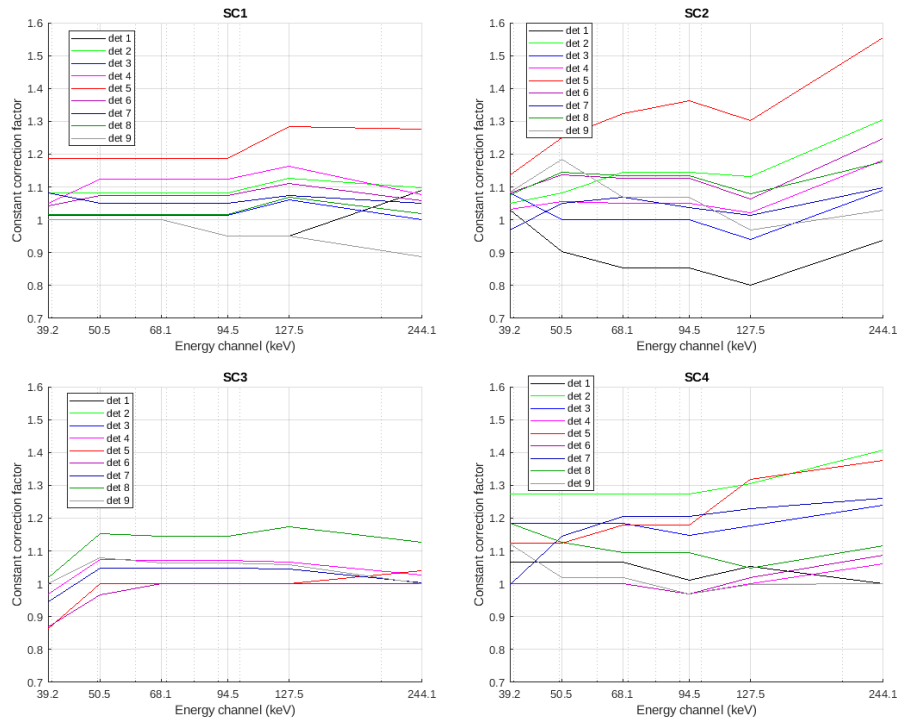 SC1
1.6
1.5
1.4
1.3
1.2
1.1
1
0.9
0.8
0.7
Constant correction factor
det 1
det 2
det 3
det 4
det 5
det 6
det 7
det 8
det 9
39.2 50.5 68.1 94.5 127.5 244.1
Energy channel (keV)
SC2
1.6
1.5
1.4
1.3
1.2
1.1
1
0.9
0.8
0.7
Constant correction factor
det 1
det 2
det 3
det 4
det 5
det 6
det 7
det 8
det 9
39.2 50.5 68.1 94.5 127.5 244.1
Energy channel (keV)
SC3
1.6
1.5
1.4
1.3
1.2
1.1
1
0.9
0.8
0.7
Constant correction factor
det 1
det 2
det 3
det 4
det 5
det 6
det 7
det 8
det 9
39.2 50.5 68.1 94.5 127.5 244.1
Energy channel (keV)
SC4
1.6
1.5
1.4
1.3
1.2
1.1
1
0.9
0.8
0.7
Constant correction factor
det 1
det 2
det 3
det 4
det 5
det 6
det 7
det 8
det 9
39.2 50.5 68.1 94.5 127.5 244.1
Energy channel (keV)